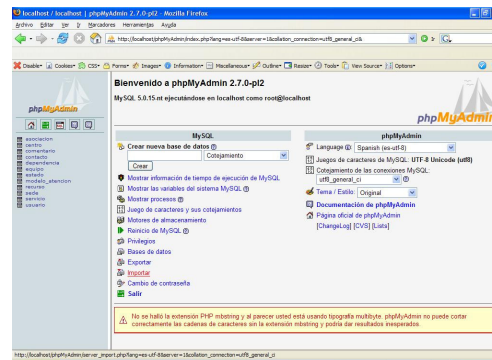 localhost / localhost | phpMyAdmin 2.7.0-pl2 - Mozilla Firefox
Archivo Editar Ver Ir Marcadores Herramientas Ayuda
http://localhost/phpMyAdmin/index.php?lang=es-utf-8&server=1&collation_connection=utf8_general_ci&
Disable Cookies CSS Forms Images Information Miscellaneous Outline Resize Tools View Source Options
phpMyAdmin
asociacion
centro
comentario
contacto
dependencia
equipo
estado
modelo_atencion
recurso
sede
servicio
usuario
Bienvenido a phpMyAdmin 2.7.0-pl2
MySQL 5.0.15-nt ejecutándose en localhost como root@localhost
phpMyAdmin
MySQL
Crear nueva base de datos
Cotejamiento
Crear
Mostrar información de tiempo de ejecución de MySQL
Mostrar las variables del sistema MySQL
Mostrar procesos
Juego de caracteres y sus cotejamientos
Motores de almacenamiento
Reinicio de MySQL
Privilegios
Bases de datos
Exportar
Importar
Cambio de contraseña
Salir
phpMyAdmin
Language Spanish (es-utf-8)
Juegos de caracteres de MySQL: UTF-8 Unicode (utf8)
Cotejamiento de las conexiones MySQL:
utf8_general_ci
Tema / Estilo: Original
Documentación de phpMyAdmin
Página oficial de phpMyAdmin
[ChangeLog] [CVS] [Lists]
No se halló la extensión PHP mbstring y al parecer usted está usando tipografía multibyte. phpMyAdmin no puede cortar
correctamente las cadenas de caracteres sin la extensión mbstring y podría dar resultados inesperados.
http://localhost/phpMyAdmin/server_import.php?lang=es-utf-8&server=1&collation_connection=utf8_general_ci